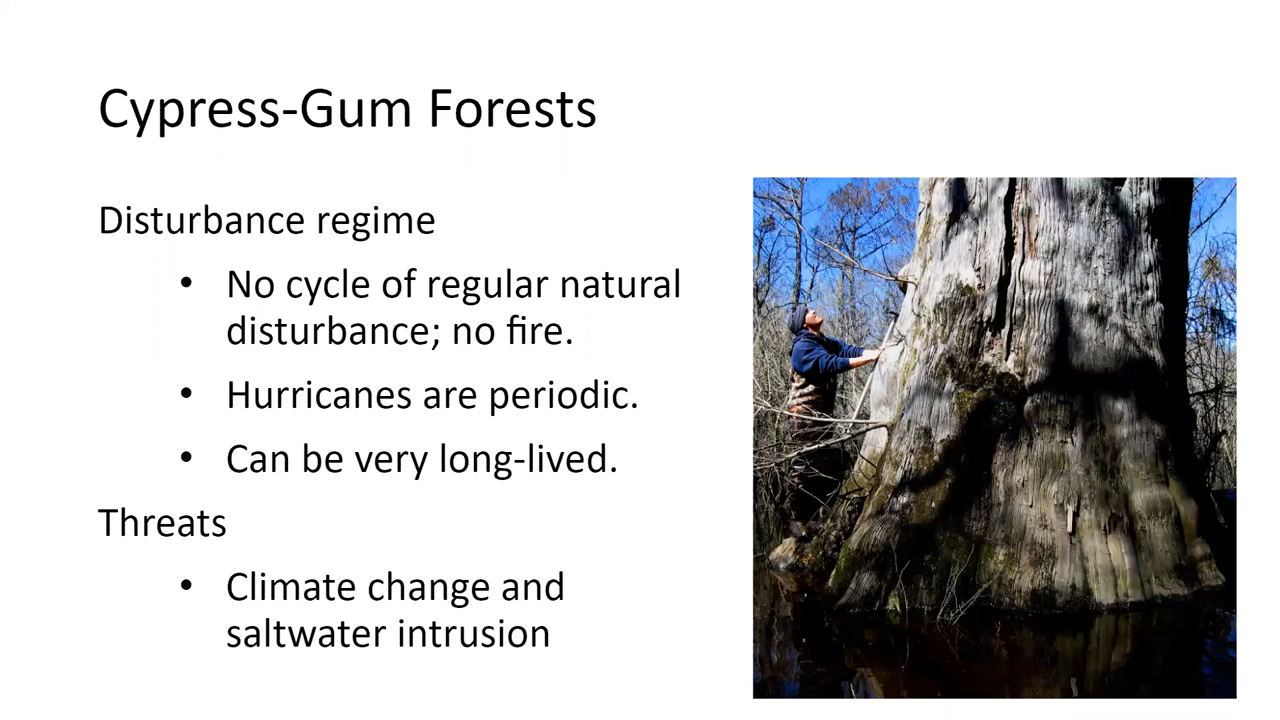 Cypress-Gum Forests
Disturbance regime
• No cycle of regular natural
disturbance; no fire.
• Hurricanes are periodic.
• Can be very long-lived.
Threats
• Climate change and
saltwater intrusion